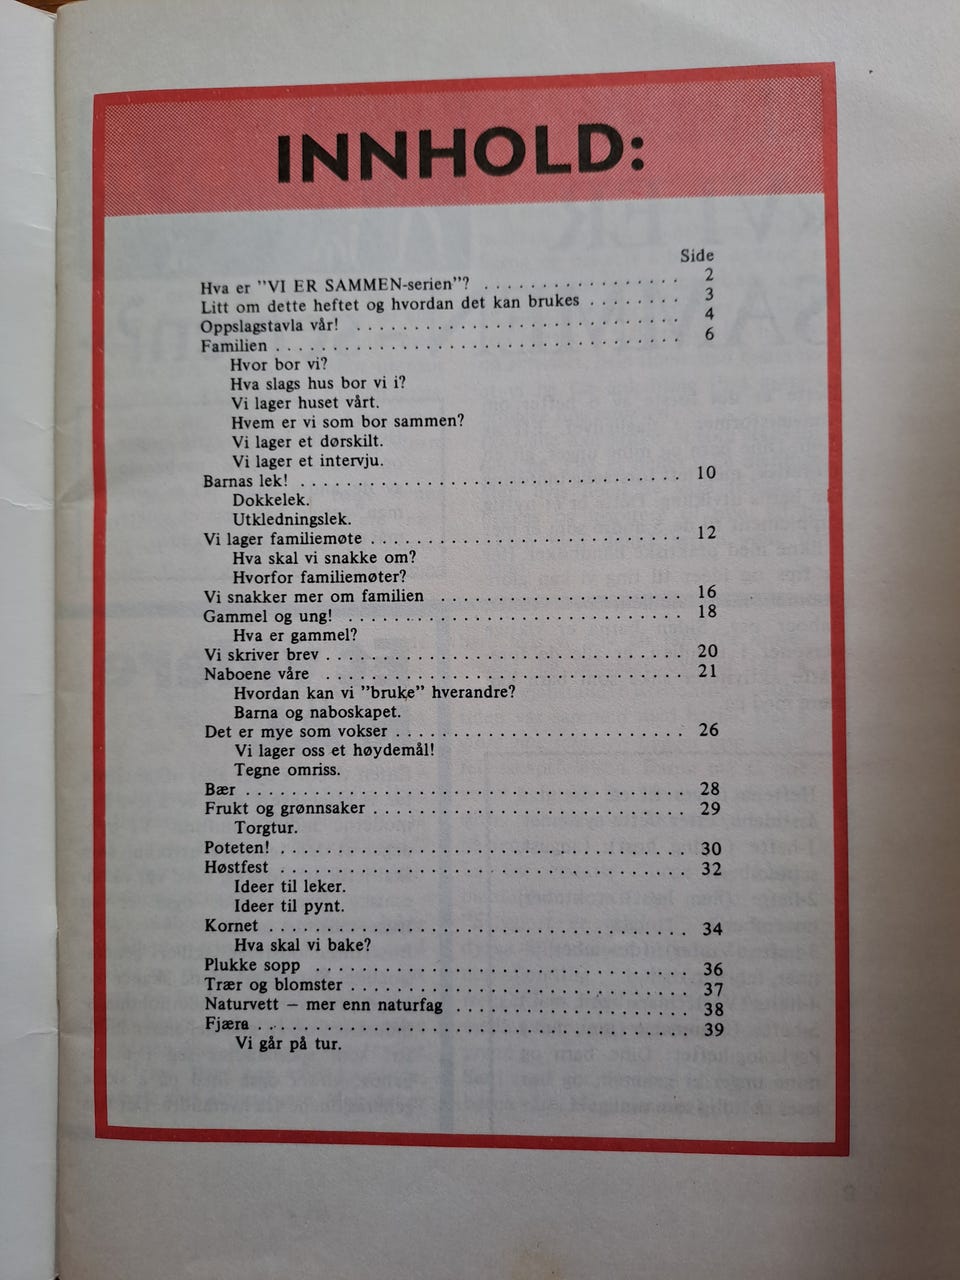 INNHOLD:
Side
Hva er "VI ER SAMMEN-serien"? . . . . . . . . . . . . . . . . . 2
Litt om dette heftet og hvordan det kan brukes . . . . . . . . 3
Oppslagstavla vår! . . . . . . . . . . . . . . . . . . . . . . . . . . . . 4
Familien . . . . . . . . . . . . . . . . . . . . . . . . . . . . . . . . . . . 6
Hvor bor vi?
Hva slags hus bor vi i?
Vi lager huset vårt.
Hvem er vi som bor sammen?
Vi lager et dørskilt.
Vi lager et intervju.
Barnas lek! . . . . . . . . . . . . . . . . . . . . . . . . . . . . . . . . . 10
Dokkelek.
Utkledningslek.
Vi lager familiemøte . . . . . . . . . . . . . . . . . . . . . . . . . . . 12
Hva skal vi snakke om?
Hvorfor familiemøter?
Vi snakker mer om familien . . . . . . . . . . . . . . . . . . . . . 16
Gammel og ung! . . . . . . . . . . . . . . . . . . . . . . . . . . . . . 18
Hva er gammel?
Vi skriver brev . . . . . . . . . . . . . . . . . . . . . . . . . . . . . . . 20
Naboene våre . . . . . . . . . . . . . . . . . . . . . . . . . . . . . . . 21
Hvordan kan vi "bruke" hverandre?
Barna og naboskapet.
Det er mye som vokser . . . . . . . . . . . . . . . . . . . . . . . . . 26
Vi lager oss et høydemål!
Tegne omriss.
Bær . . . . . . . . . . . . . . . . . . . . . . . . . . . . . . . . . . . . . . 28
Frukt og grønnsaker . . . . . . . . . . . . . . . . . . . . . . . . . . . 29
Torgtur.
Poteten! . . . . . . . . . . . . . . . . . . . . . . . . . . . . . . . . . . . 30
Høstfest . . . . . . . . . . . . . . . . . . . . . . . . . . . . . . . . . . . 32
Ideer til leker.
Ideer til pynt.
Kornet . . . . . . . . . . . . . . . . . . . . . . . . . . . . . . . . . . . . 34
Hva skal vi bake?
Plukke sopp . . . . . . . . . . . . . . . . . . . . . . . . . . . . . . . . 36
Trær og blomster . . . . . . . . . . . . . . . . . . . . . . . . . . . . . 37
Naturvett – mer enn naturfag . . . . . . . . . . . . . . . . . . . . 38
Fjæra . . . . . . . . . . . . . . . . . . . . . . . . . . . . . . . . . . . . . 39
Vi går på tur.